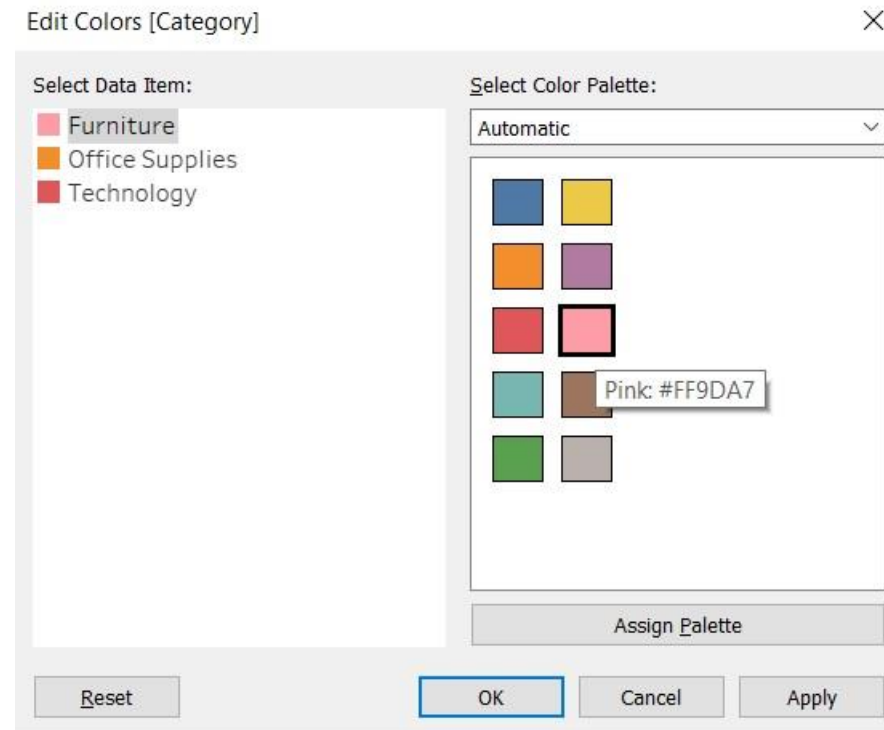 Edit Colors [Category]
Select Data Item:
Furniture
Office Supplies
Technology
Select Color Palette:
Automatic
Pink: #FF9DA7
Assign Palette
Reset
OK
Cancel
Apply